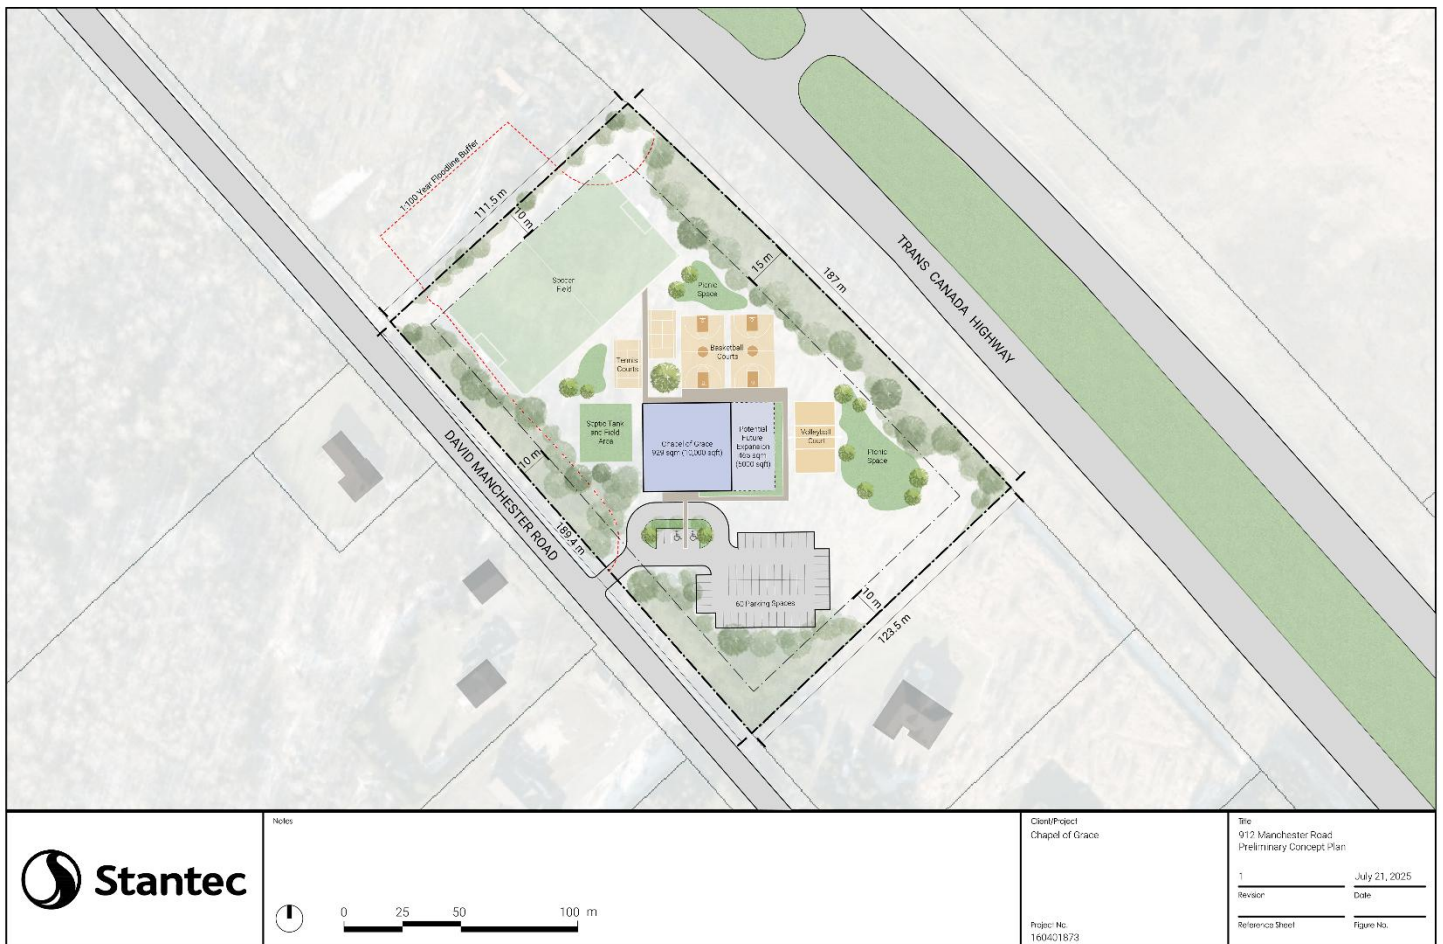 1:100 Year Floodline Buffer
111.5 m
10 m
Soccer
Field
15 m
187 m
TRANS CANADA HIGHWAY
Picnic
Space
Basketball
Courts
Tennis
Courts
Septic Tank
and Field
Area
Chapel of Grace
929 sqm (10,000 sqft)
Potential
Future
Expansion
465 sqm
(5000 sqft)
Volleyball
Court
Picnic
Space
10 m
DAVID MANCHESTER ROAD
189.4 m
60 Parking Spaces
10 m
123.5 m
Stantec
Notes
0 25 50 100 m
Client/Project
Chapel of Grace
Project No.
160401873
Title
912 Manchester Road
Preliminary Concept Plan
1 July 21, 2025
Revision Date
Reference Sheet Figure No.